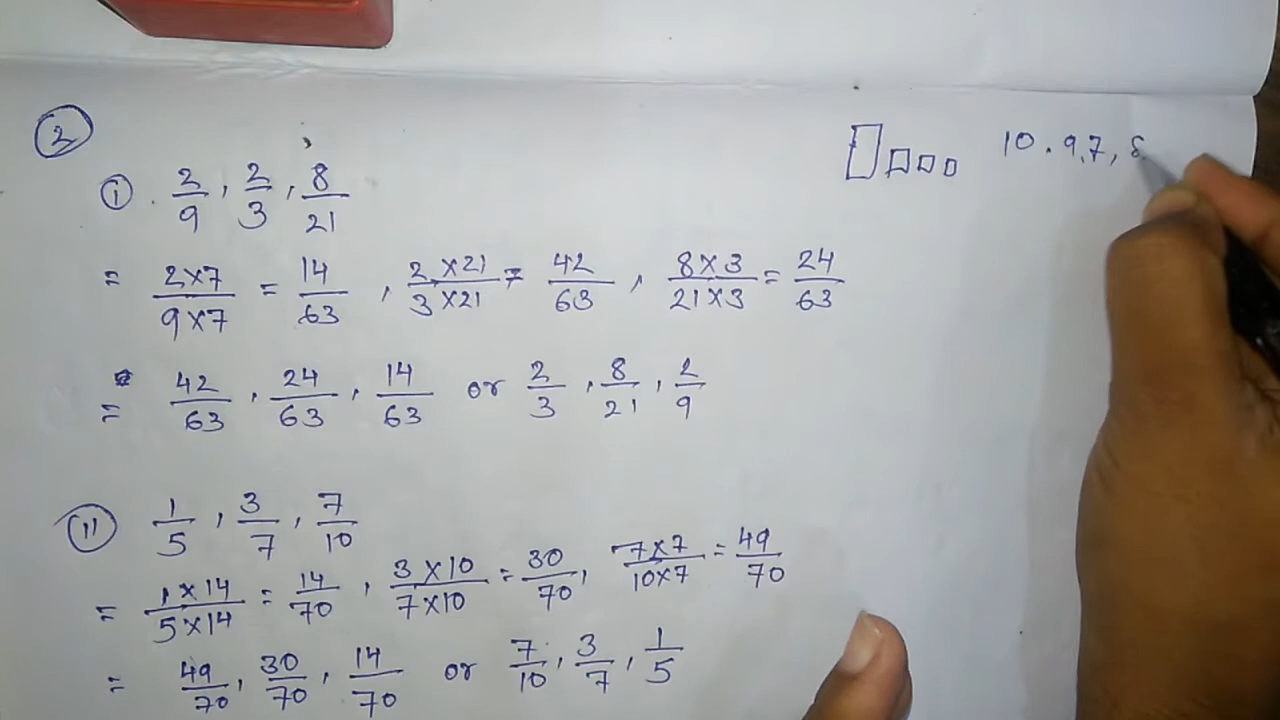 2
10. 9, 7, 8
i. 2/9, 2/3, 8/21
= 2×7/9×7 = 14/63, 2×21/3×21 = 42/63, 8×3/21×3 = 24/63
= 42/63, 24/63, 14/63 or 2/3, 8/21, 2/9
ii 1/5, 3/7, 7/10
= 1×14/5×14 = 14/70, 3×10/7×10 = 30/70, 7×7/10×7 = 49/70
= 49/70, 30/70, 14/70 or 7/10, 3/7, 1/5